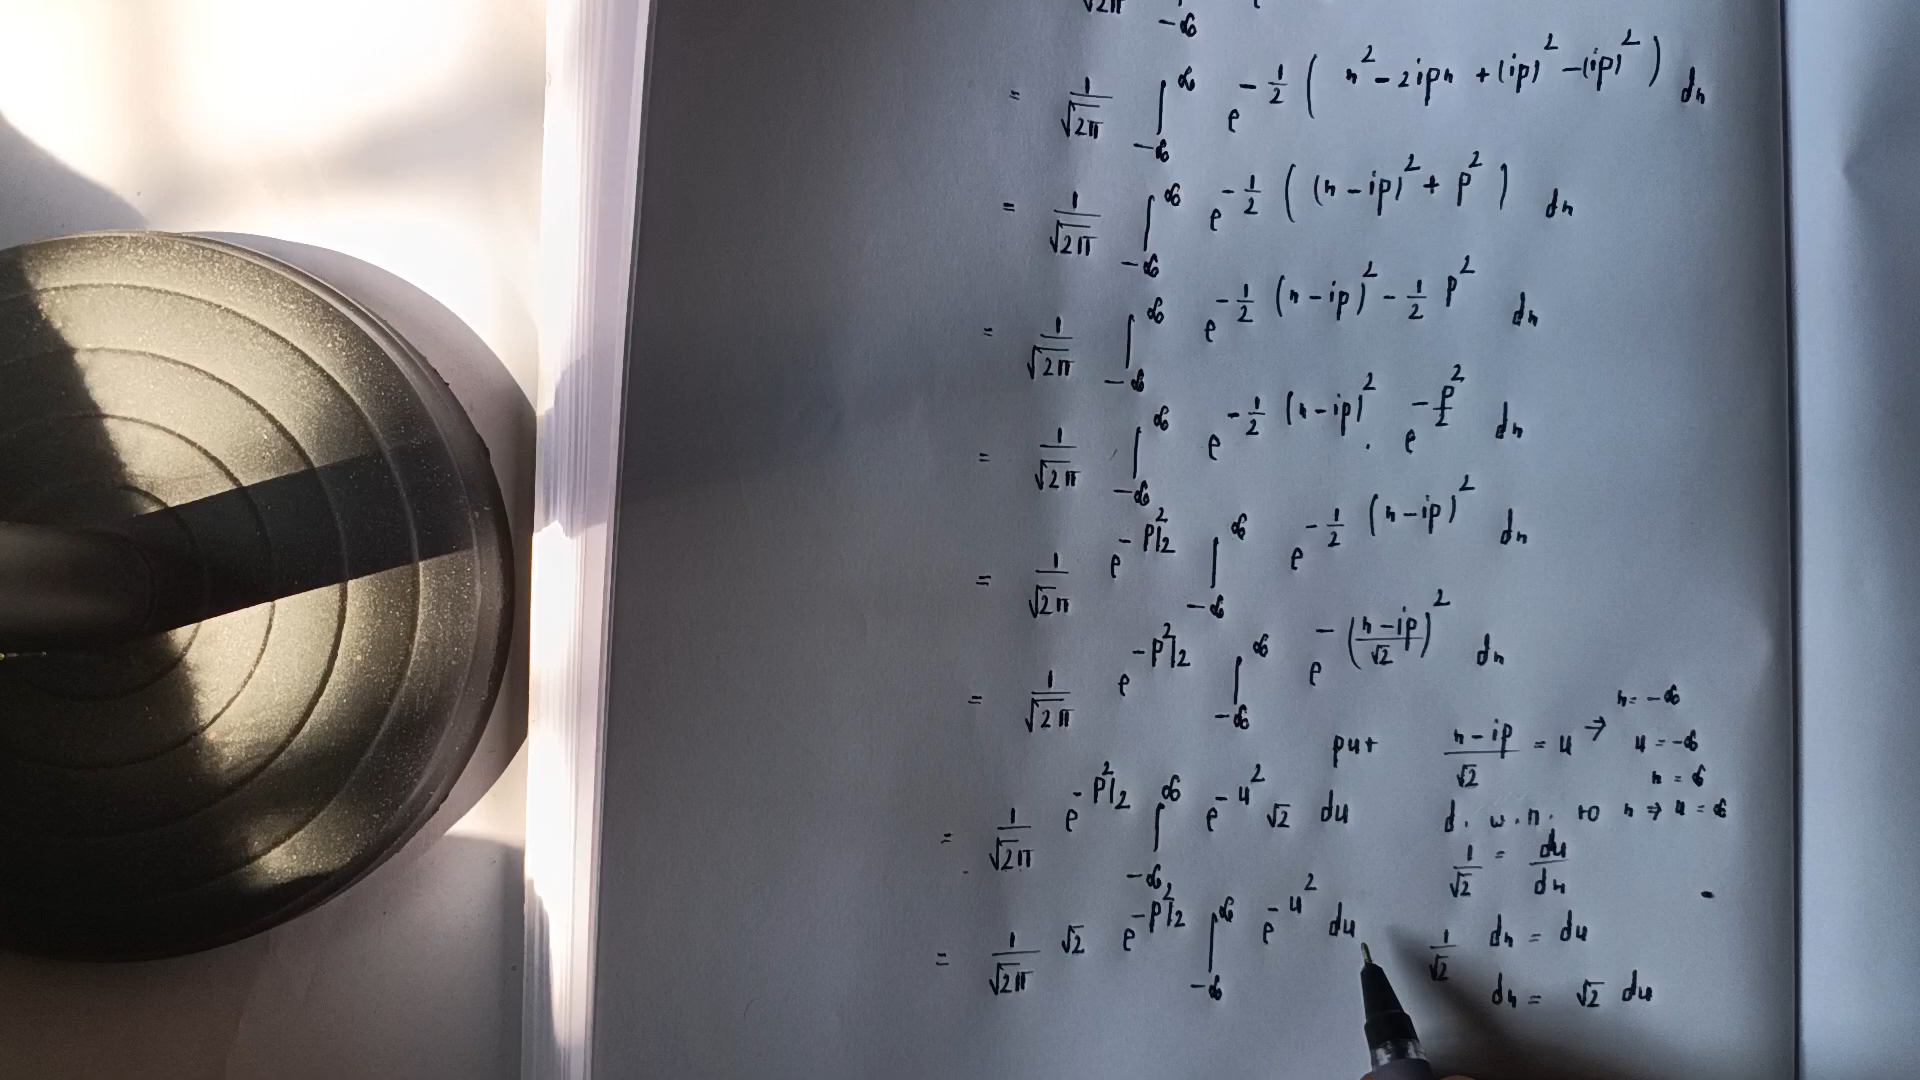 √2π -∞
= 1/√2π ∫_{-∞}^{∞} e^{-1/2 (x² - 2ipx + (ip)² - (ip)²)} dx
= 1/√2π ∫_{-∞}^{∞} e^{-1/2 ((x - ip)² + p²)} dx
= 1/√2π ∫_{-∞}^{∞} e^{-1/2 (x - ip)² - 1/2 p²} dx
= 1/√2π ∫_{-∞}^{∞} e^{-1/2 (x - ip)²} . e^{-p²/2} dx
= 1/√2π e^{-p²/2} ∫_{-∞}^{∞} e^{-1/2 (x - ip)²} dx
= 1/√2π e^{-p²/2} ∫_{-∞}^{∞} e^{-((x - ip)/√2)²} dx
put (x - ip)/√2 = u → x = -∞
u = -∞
x = ∞
d. w. r. to x ⇒ u = ∞
= 1/√2π e^{-p²/2} ∫_{-∞}^{∞} e^{-u²} √2 du
1/√2 = du/dx
= 1/√2π √2 e^{-p²/2} ∫_{-∞}^{∞} e^{-u²} du
1/√2 dx = du
dx = √2 du